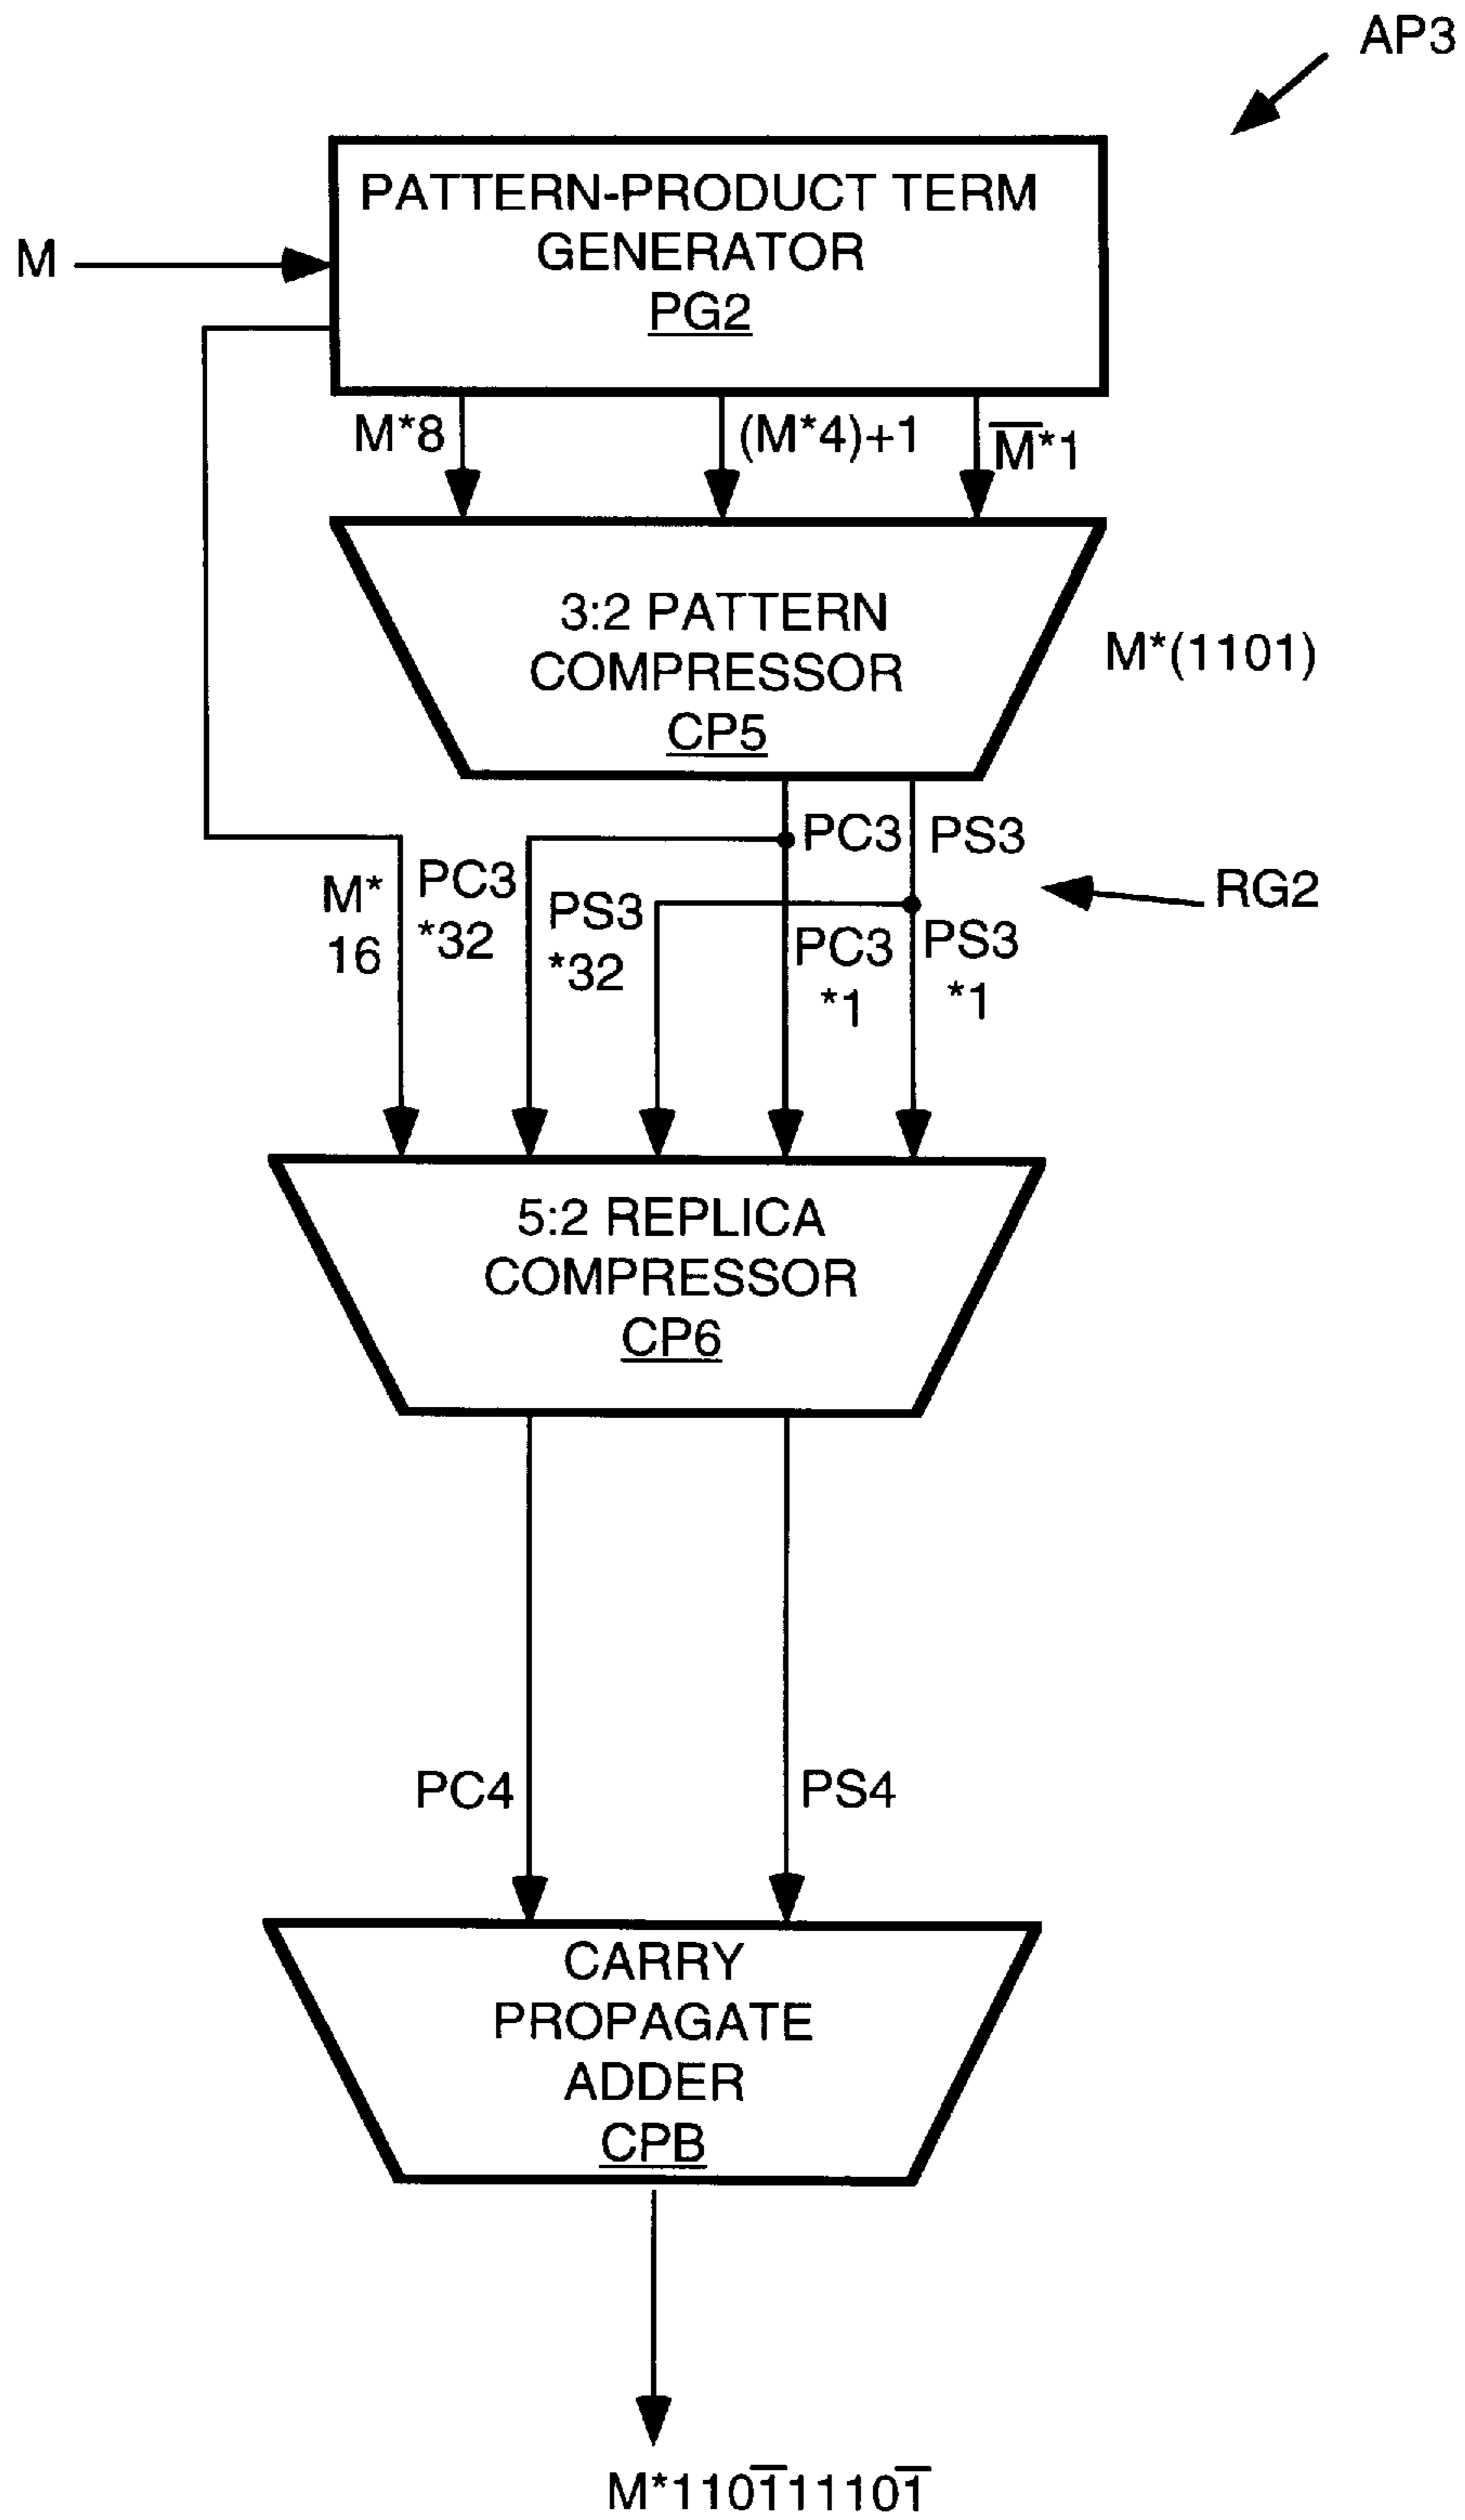 AP3
PATTERN-PRODUCT TERM
GENERATOR
PG2
M
M*8
(M*4)+1
M̅*1
3:2 PATTERN
COMPRESSOR
CP5
M*(1101)
PC3
PS3
M*
16
PC3
*32
PS3
*32
PC3
*1
PS3
*1
RG2
5:2 REPLICA
COMPRESSOR
CP6
PC4
PS4
CARRY
PROPAGATE
ADDER
CPB
M*1101̅11101̅